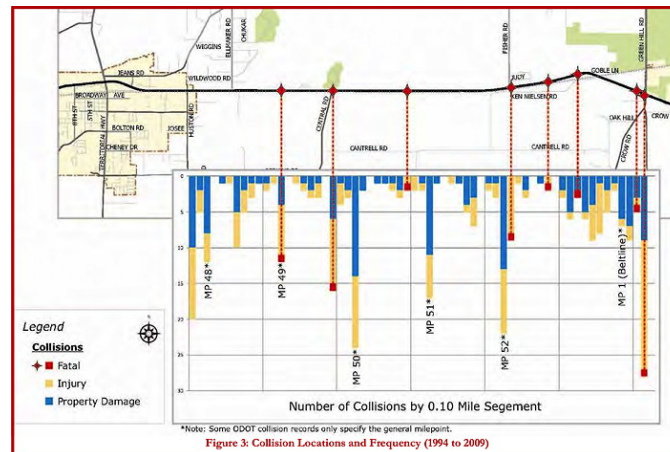 WIGGINS
ELLMAKER RD
CHUKAR
FISHER RD
GREEN HILL RD
JEANS RD
WILDWOOD RD
JUDY
GOBLE LN
BROADWAY AVE
KEN NIELSEN RD
8TH ST
5TH ST
TERRITORIAL HWY
BOLTON RD
JOSEE
HUSTON RD
CENTRAL RD
OAK HILL
CROW RD
CROW
CHENEY DR
CANTRELL RD
CANTRELL RD
0
5
10
15
20
25
30
MP 48*
MP 49*
MP 50*
MP 51*
MP 52*
MP 1 (Beltline)*
Legend
Collisions
Fatal
Injury
Property Damage
Number of Collisions by 0.10 Mile Segement
*Note: Some ODOT collision records only specify the general milepoint.
Figure 3: Collision Locations and Frequency (1994 to 2009)